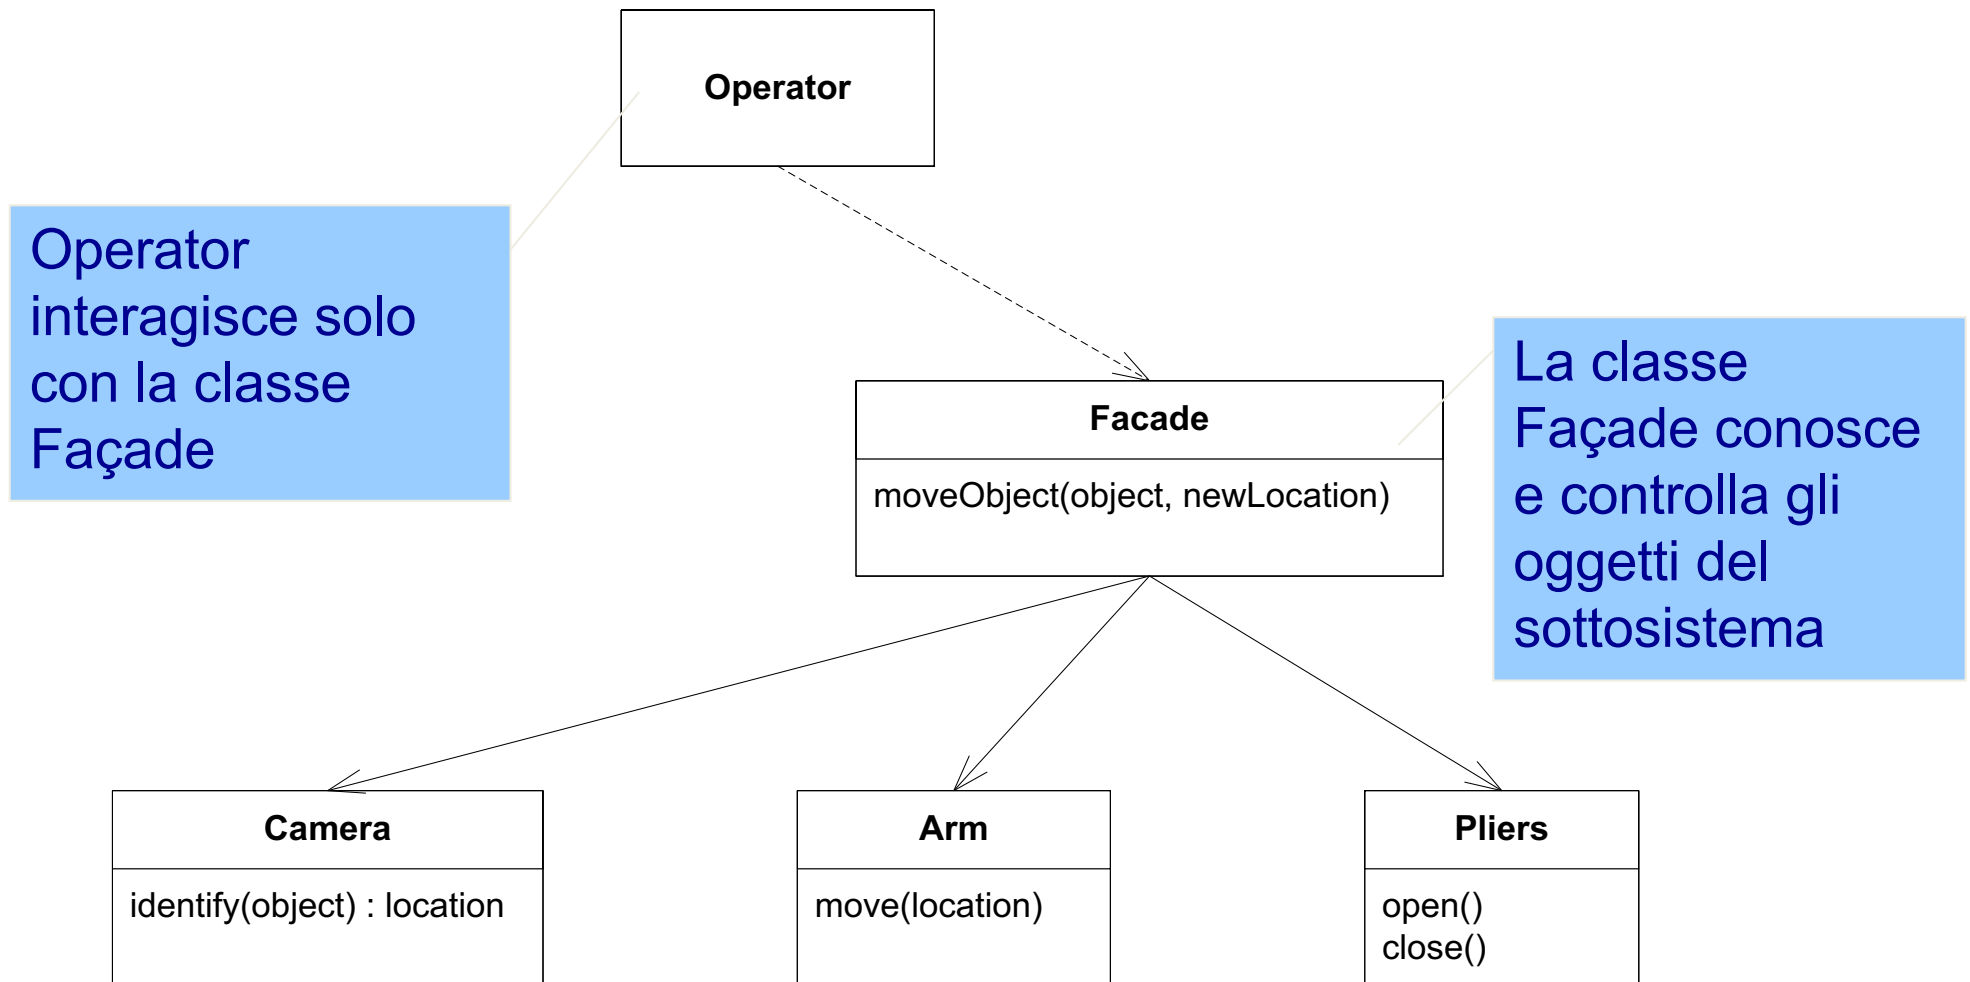 Operator
Operator
interagisce solo
con la classe
Façade
La classe
Façade conosce
e controlla gli
oggetti del
sottosistema
Facade
moveObject(object, newLocation)
Camera
identify(object) : location
Arm
move(location)
Pliers
open()
close()